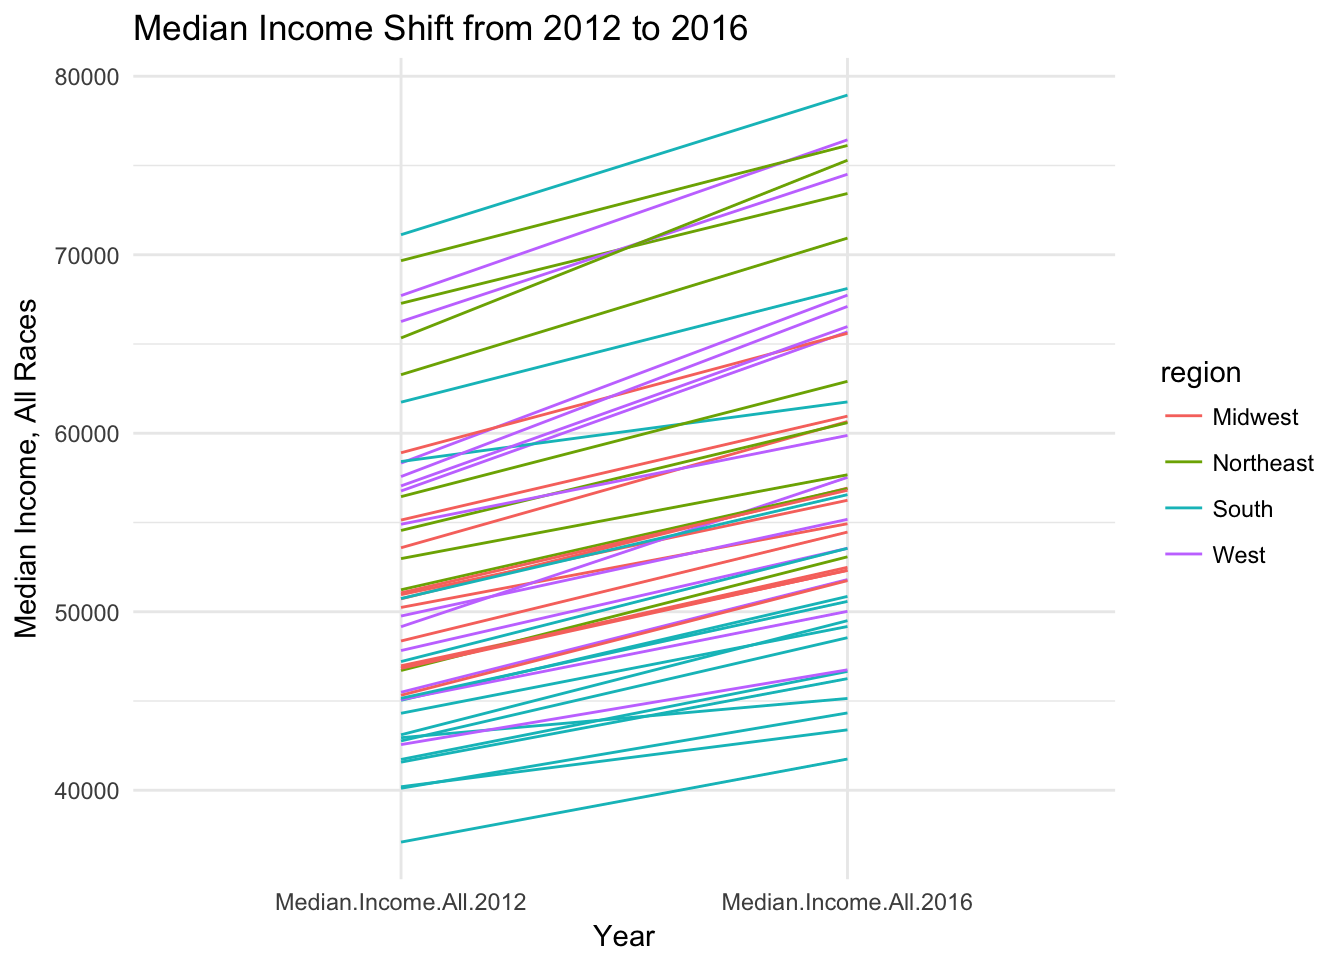 Median Income Shift from 2012 to 2016
Median Income, All Races
80000
70000
60000
50000
40000
Median.Income.All.2012
Median.Income.All.2016
Year
region
Midwest
Northeast
South
West